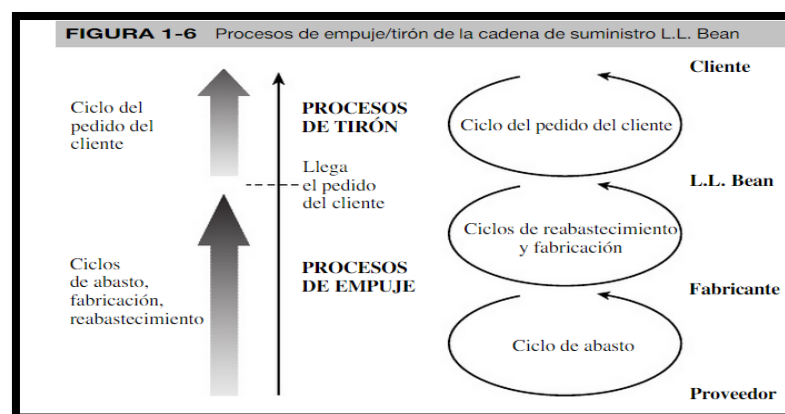 FIGURA 1-6 Procesos de empuje/tirón de la cadena de suministro L.L. Bean
Ciclo del
pedido del
cliente
PROCESOS
DE TIRÓN
Llega
el pedido
del cliente
Ciclos
de abasto,
fabricación,
reabastecimiento
PROCESOS
DE EMPUJE
Cliente
Ciclo del pedido del cliente
L.L. Bean
Ciclos de reabastecimiento
y fabricación
Fabricante
Ciclo de abasto
Proveedor